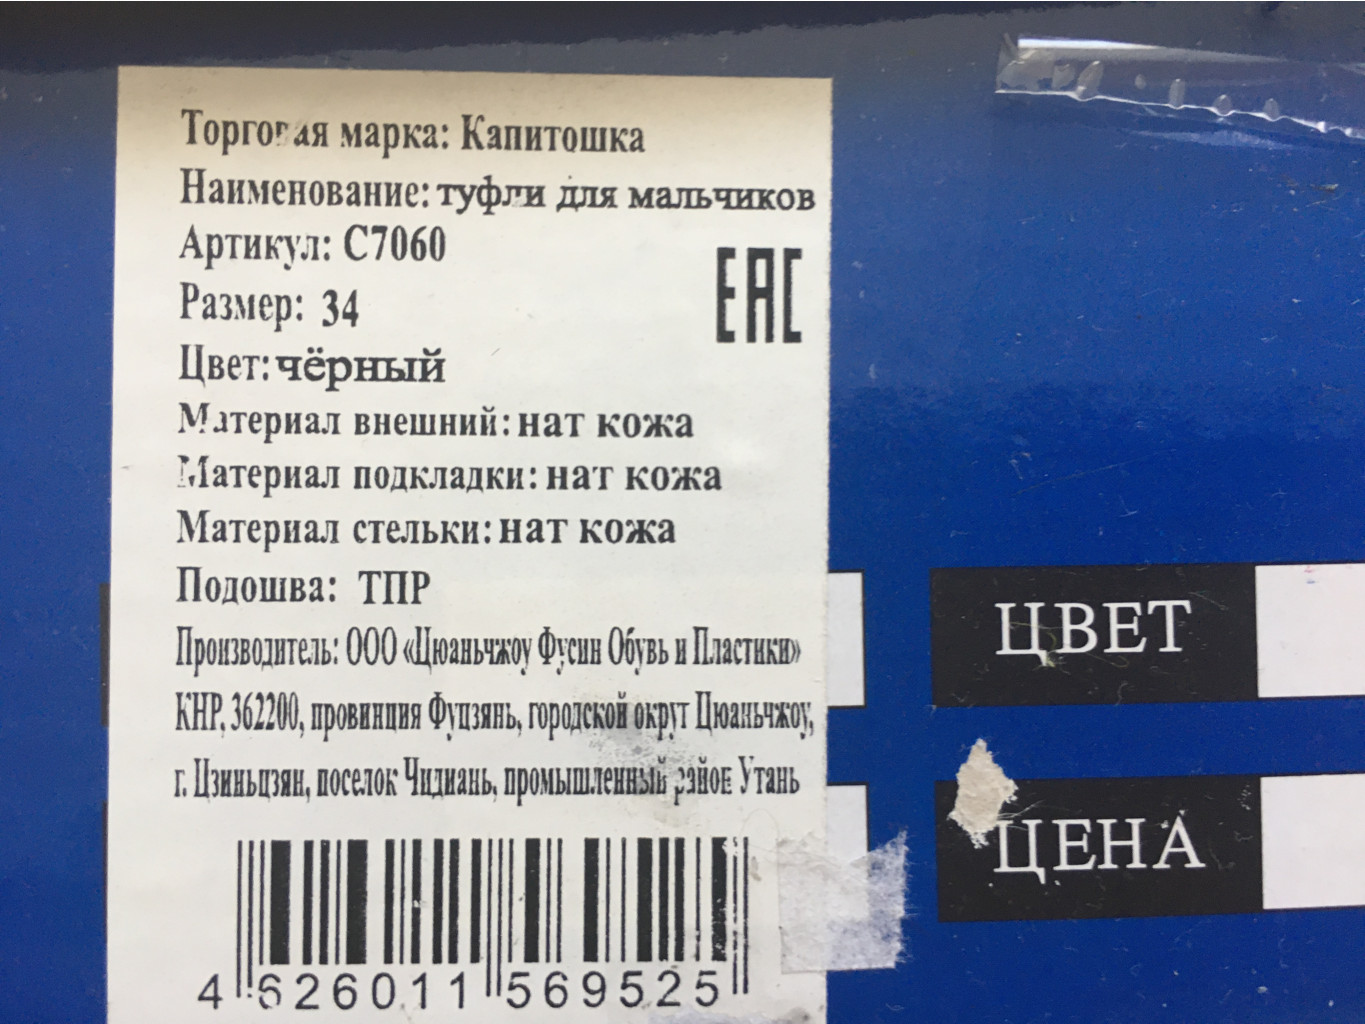 Торговая марка: Капитошка
Наименование: туфли для мальчиков
Артикул: С7060
EAC
Размер: 34
Цвет: чёрный
Материал внешний: нат кожа
Материал подкладки: нат кожа
Материал стельки: нат кожа
Подошва: ТПР
Производитель: ООО «Цюаньчжоу Фусин Обувь и Пластики»
КНР, 362200, провинция Фуцзянь, городской округ Цюаньчжоу,
г. Цзиньцзян, поселок Чидиань, промышленный район Утань
4 626011 569525
ЦВЕТ
ЦЕНА